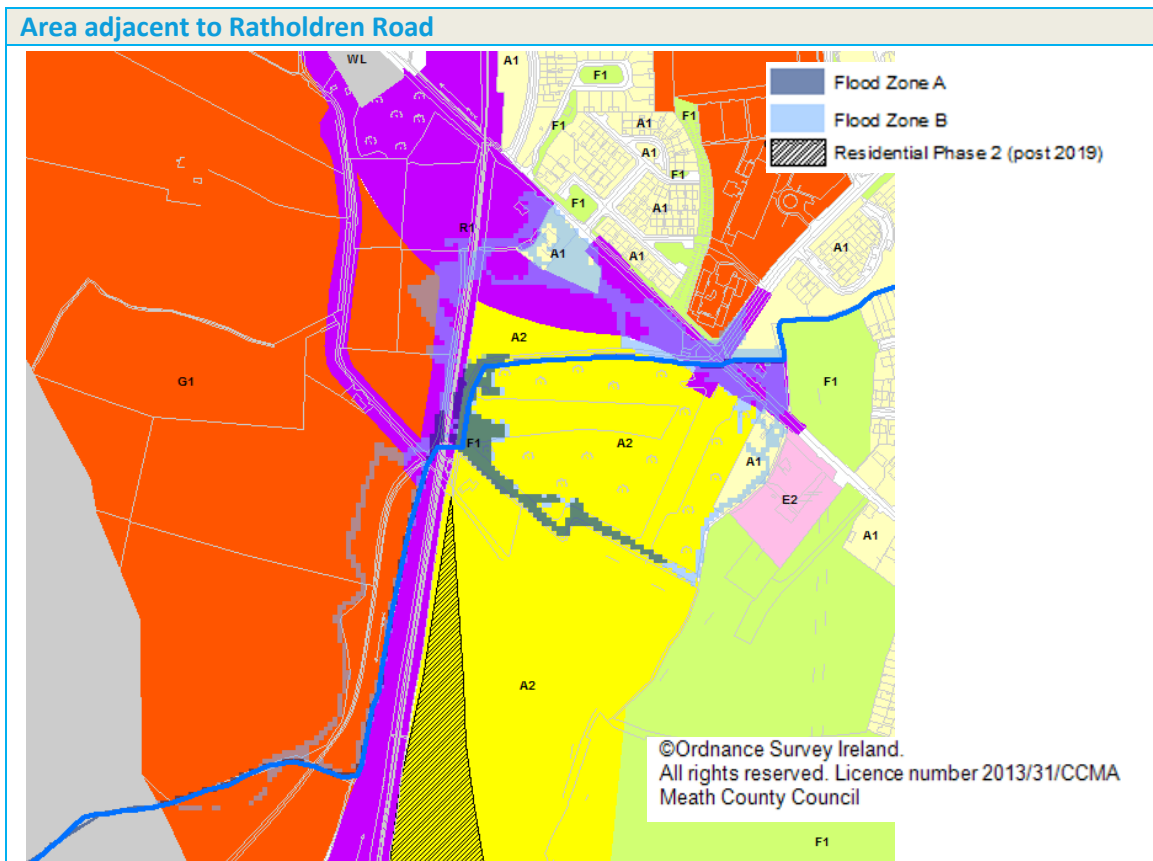 Area adjacent to Ratholdren Road
WL
A1
F1
Flood Zone A
Flood Zone B
Residential Phase 2 (post 2019)
F1
A1
A1
F1
F1
F1
A1
R1
A1
A1
A1
A2
G1
F1
F1
A2
A1
E2
A1
A2
©Ordnance Survey Ireland.
All rights reserved. Licence number 2013/31/CCMA
Meath County Council
F1